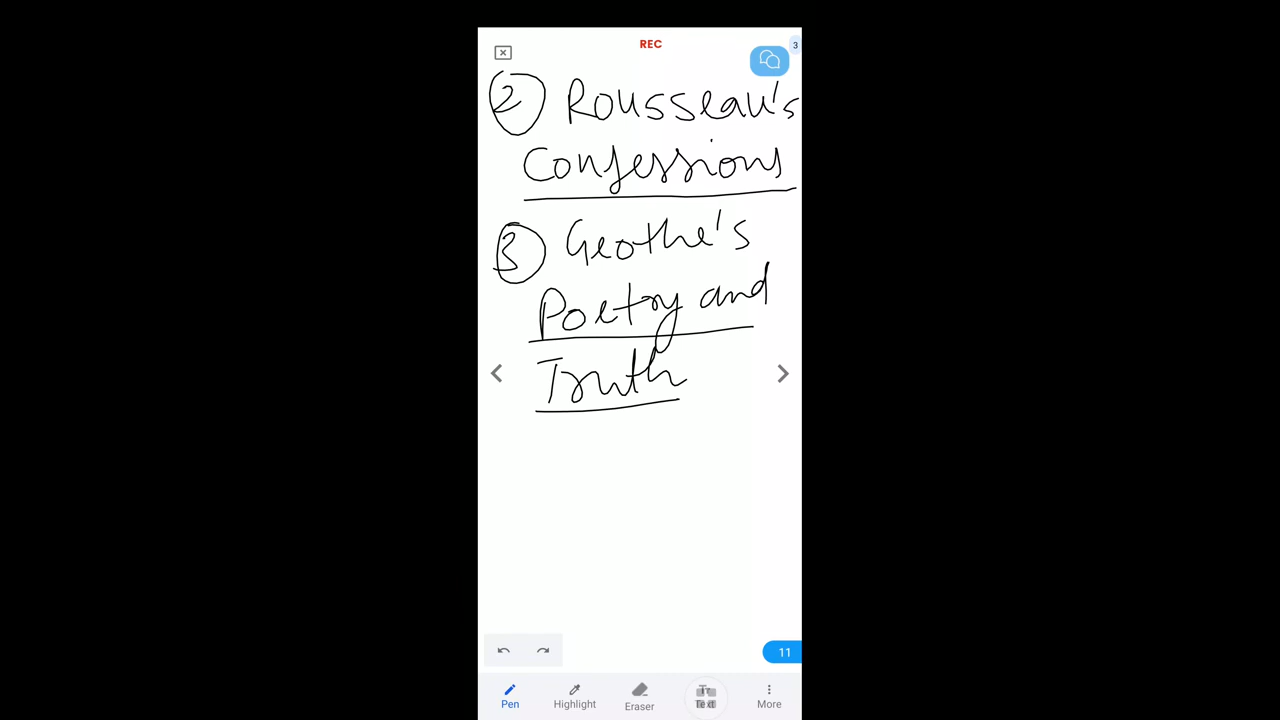 REC
3
2 Rousseau's
Confessions
3 Geothe's
Poetry and
Truth
11
Pen
Highlight
Eraser
Text
More